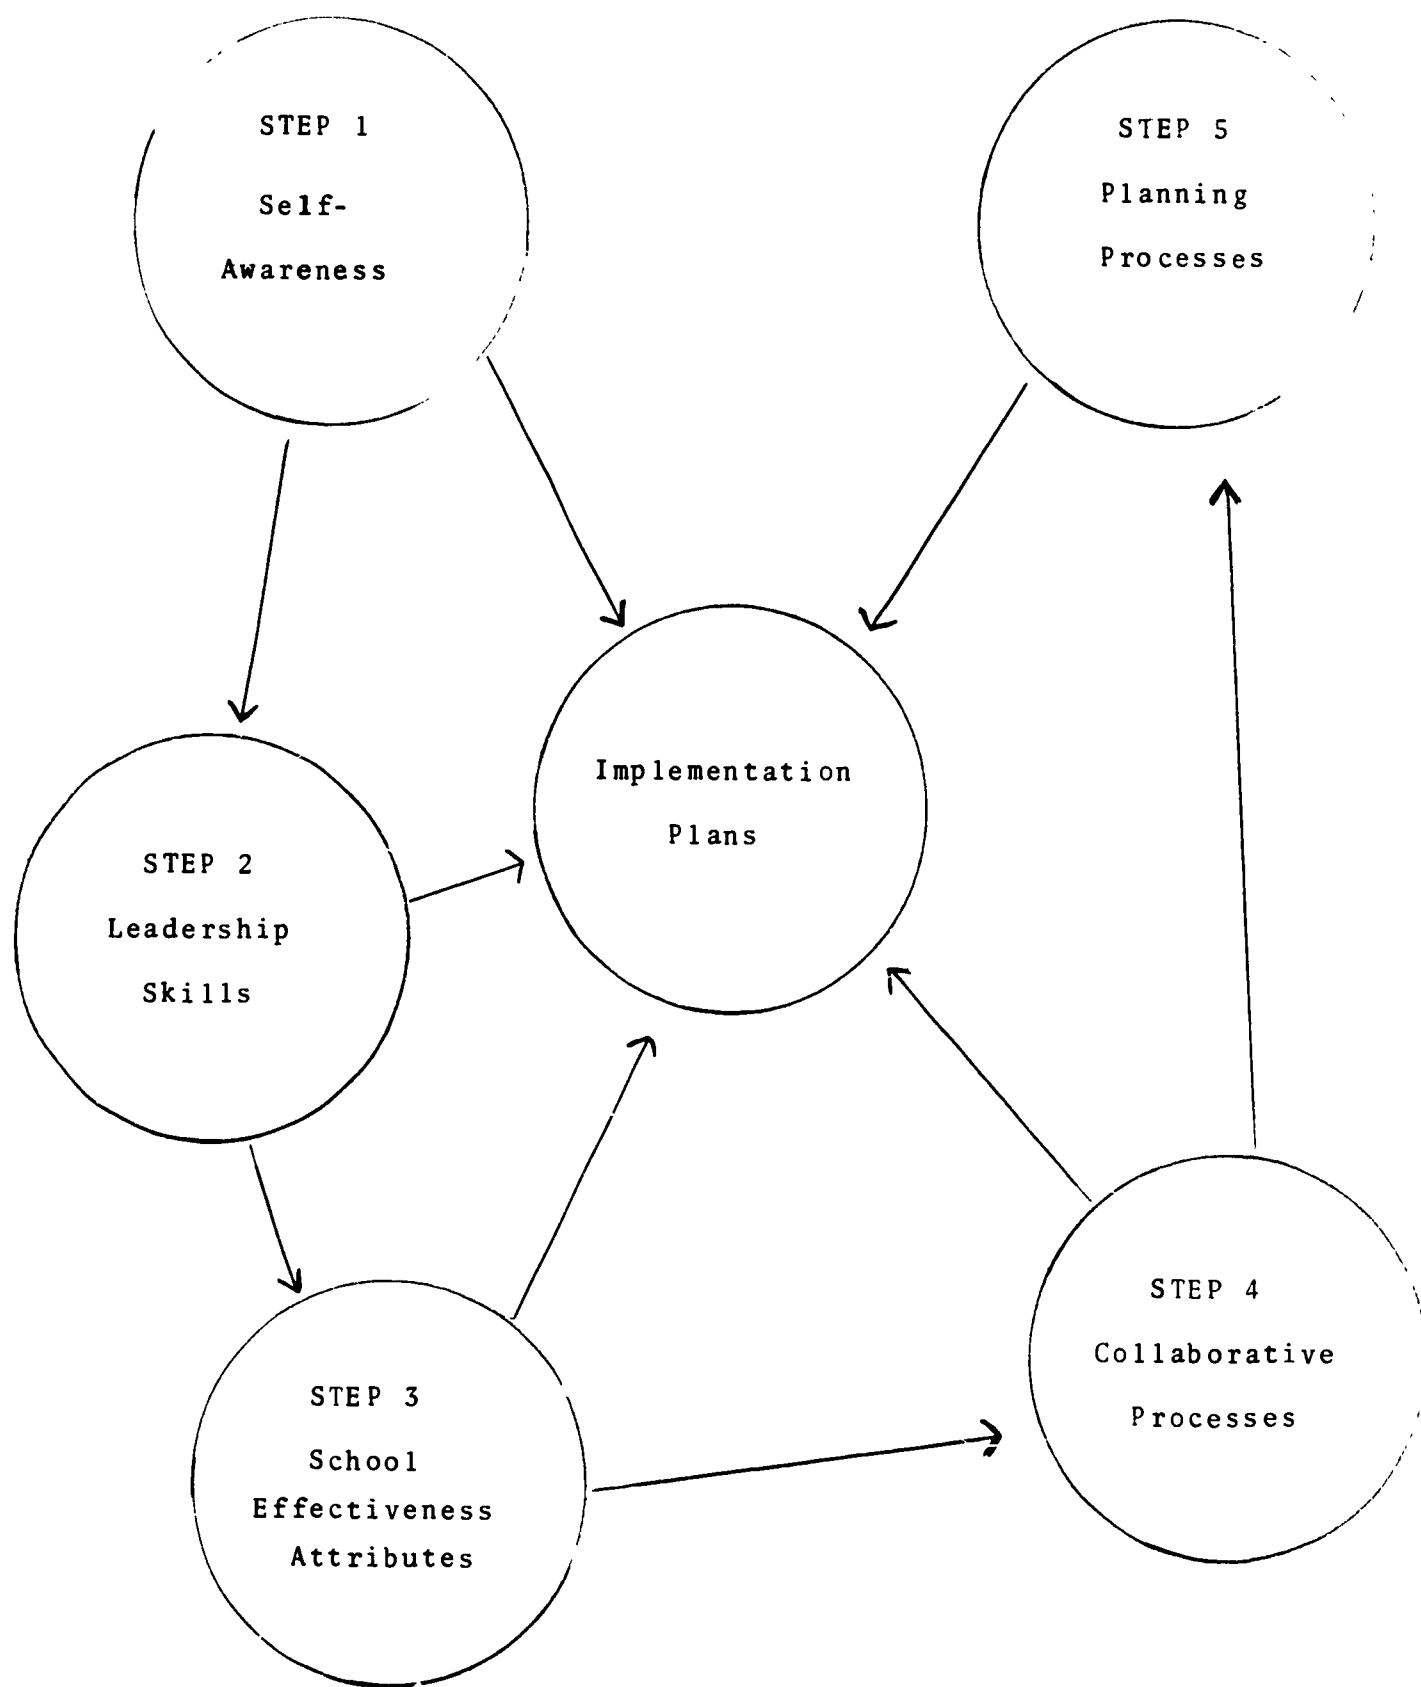 STEP 1
Self-
Awareness
STEP 5
Planning
Processes
Implementation
Plans
STEP 2
Leadership
Skills
STEP 4
Collaborative
Processes
STEP 3
School
Effectiveness
Attributes